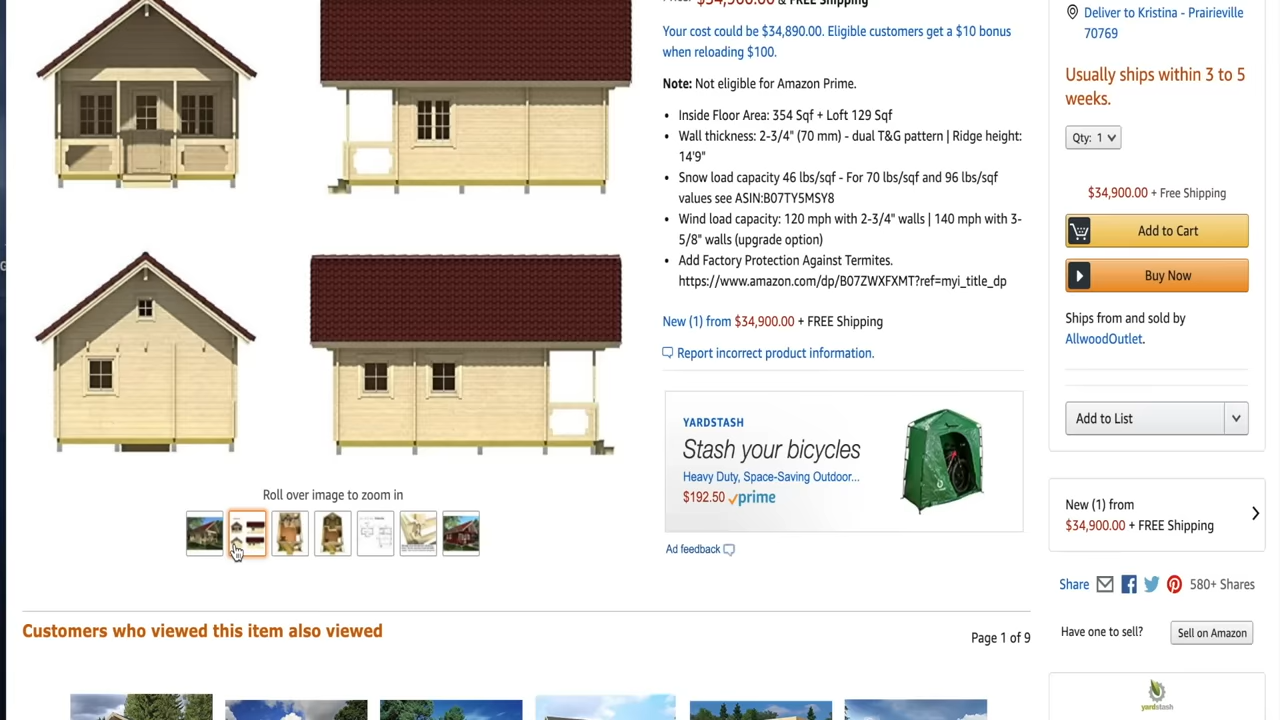 Price: $34,900.00 & FREE Shipping
Your cost could be $34,890.00. Eligible customers get a $10 bonus
when reloading $100.
Note: Not eligible for Amazon Prime.
Inside Floor Area: 354 Sqf + Loft 129 Sqf
Wall thickness: 2-3/4" (70 mm) - dual T&G pattern | Ridge height:
14'9"
Snow load capacity 46 lbs/sqf - For 70 lbs/sqf and 96 lbs/sqf
values see ASIN:B07TY5MSY8
Wind load capacity: 120 mph with 2-3/4" walls | 140 mph with 3-
5/8" walls (upgrade option)
Add Factory Protection Against Termites.
https://www.amazon.com/dp/B07ZWXFXMT?ref=myi_title_dp
New (1) from $34,900.00 + FREE Shipping
Report incorrect product information.
YARDSTASH
Stash your bicycles
Heavy Duty, Space-Saving Outdoor...
$192.50 prime
Ad feedback
Roll over image to zoom in
Customers who viewed this item also viewed
Page 1 of 9
Deliver to Kristina - Prairieville
70769
Usually ships within 3 to 5
weeks.
Qty: 1
$34,900.00 + Free Shipping
Add to Cart
Buy Now
Ships from and sold by
AllwoodOutlet.
Add to List
New (1) from
$34,900.00 + FREE Shipping
Share
580+ Shares
Have one to sell?
Sell on Amazon
yardstash